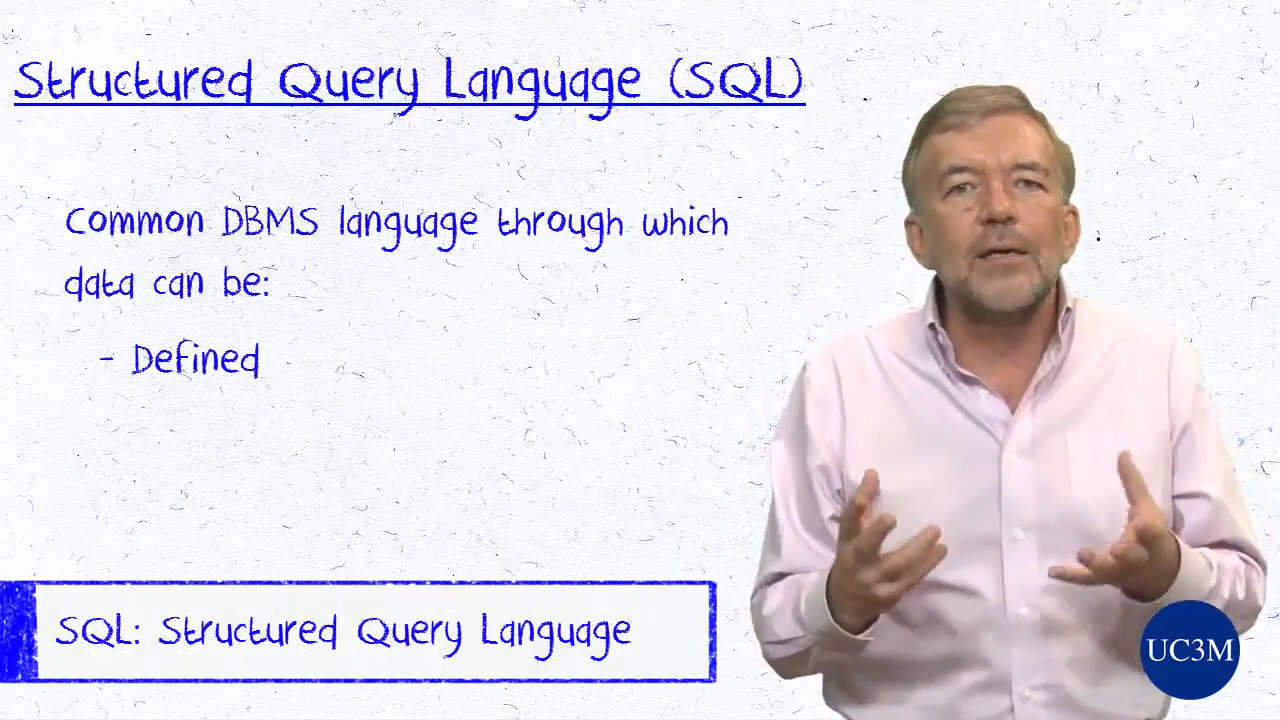 Structured Query Language (SQL)
Common DBMS language through which
data can be:
- Defined
SQL: Structured Query Language
UC3M